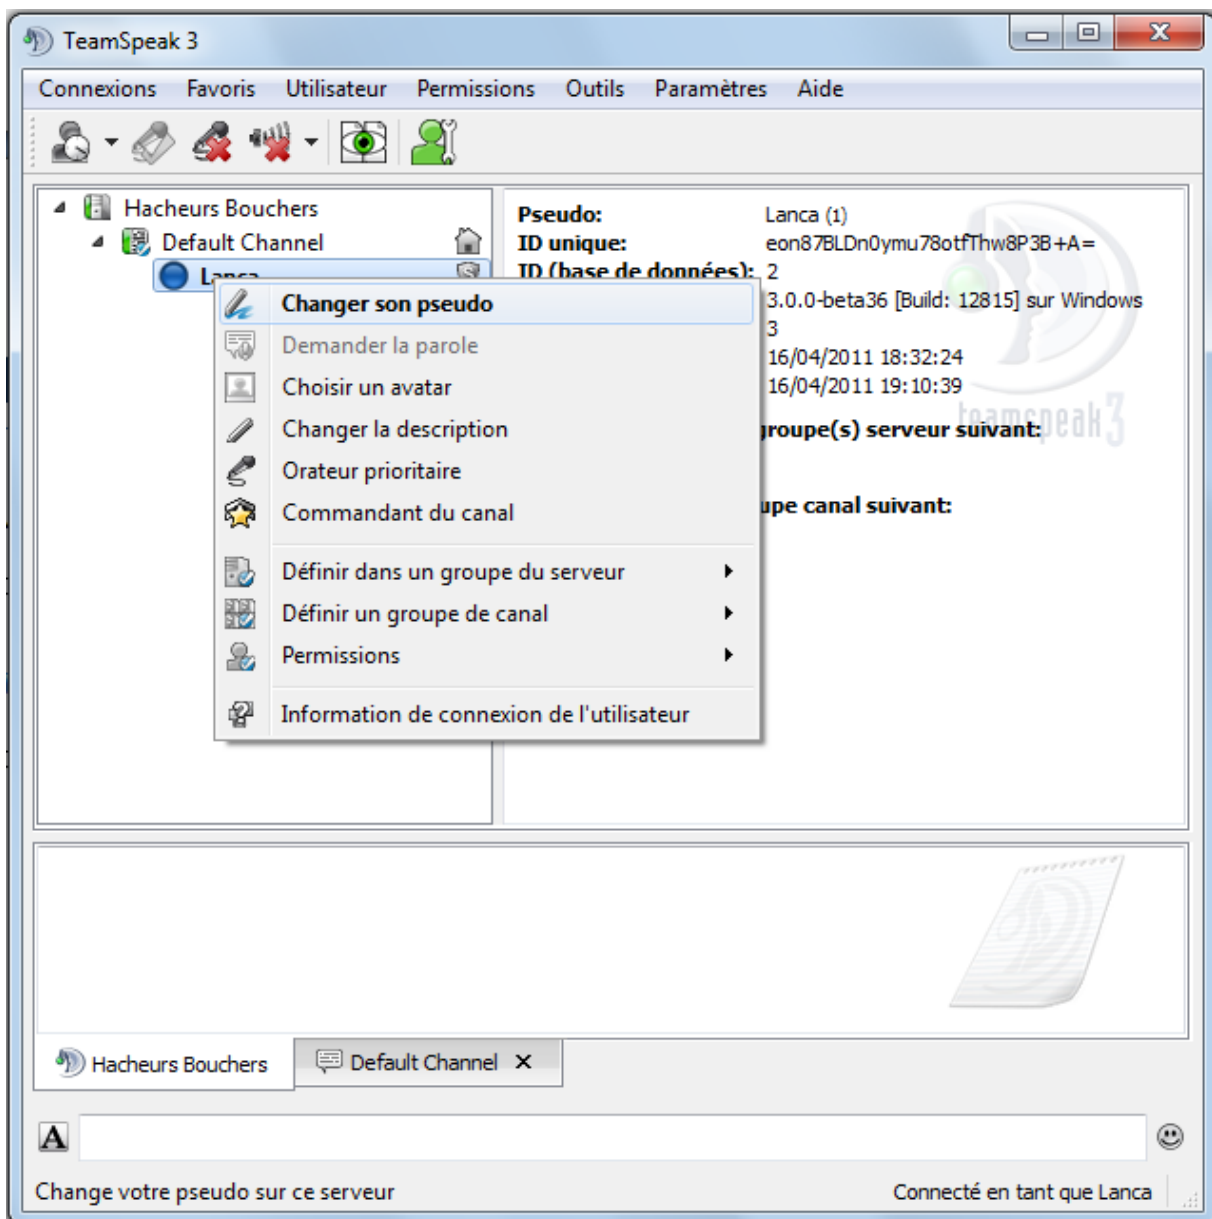 TeamSpeak 3
Connexions Favoris Utilisateur Permissions Outils Paramètres Aide
Hacheurs Bouchers
Default Channel
Lanca
Pseudo: Lanca (1)
ID unique: eon87BLDn0ymu78otfThw8P3B+A=
ID (base de données): 2
3.0.0-beta36 [Build: 12815] sur Windows
3
16/04/2011 18:32:24
16/04/2011 19:10:39
teamspeak 3
groupe(s) serveur suivant:
canal suivant:
Changer son pseudo
Demander la parole
Choisir un avatar
Changer la description
Orateur prioritaire
Commandant du canal
Définir dans un groupe du serveur
Définir un groupe de canal
Permissions
Information de connexion de l'utilisateur
Hacheurs Bouchers
Default Channel X
A
Change votre pseudo sur ce serveur
Connecté en tant que Lanca